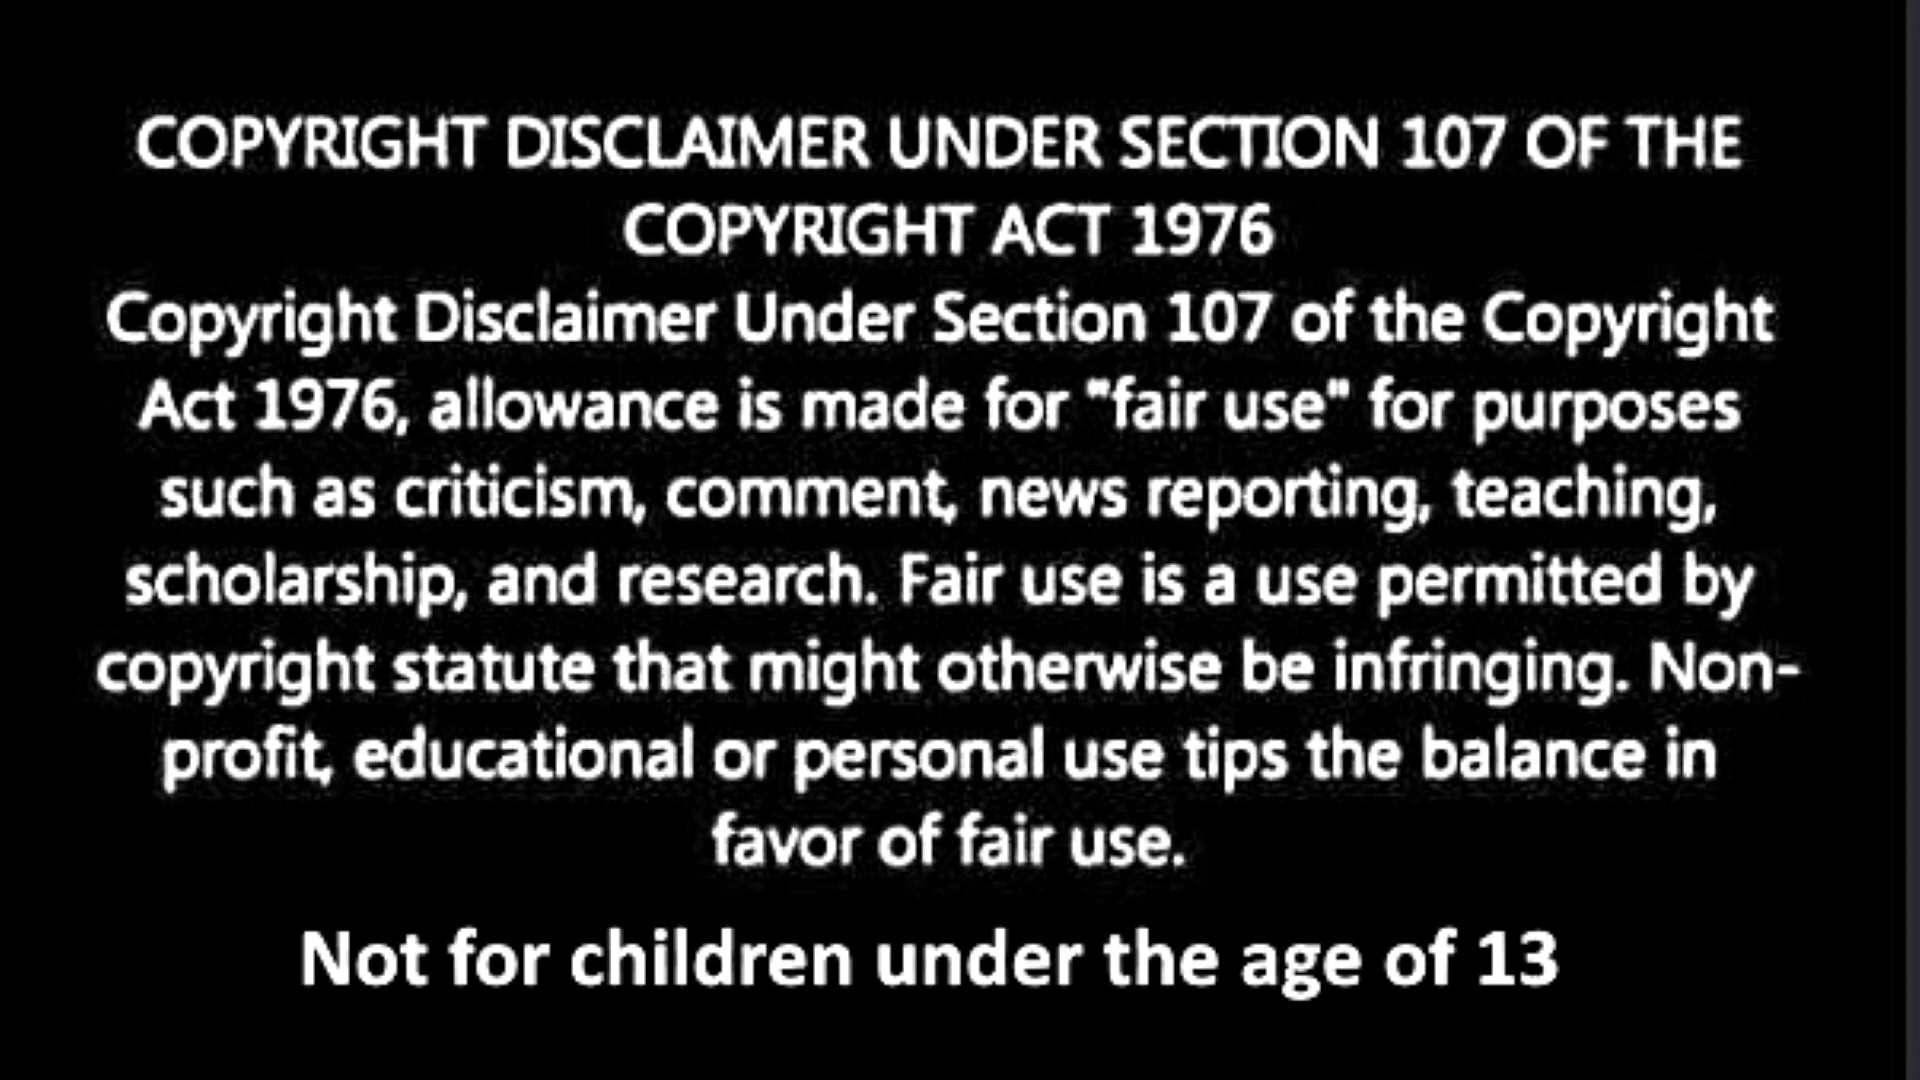 COPYRIGHT DISCLAIMER UNDER SECTION 107 OF THE
COPYRIGHT ACT 1976
Copyright Disclaimer Under Section 107 of the Copyright
Act 1976, allowance is made for "fair use" for purposes
such as criticism, comment, news reporting, teaching,
scholarship, and research. Fair use is a use permitted by
copyright statute that might otherwise be infringing. Non-
profit, educational or personal use tips the balance in
favor of fair use.
Not for children under the age of 13